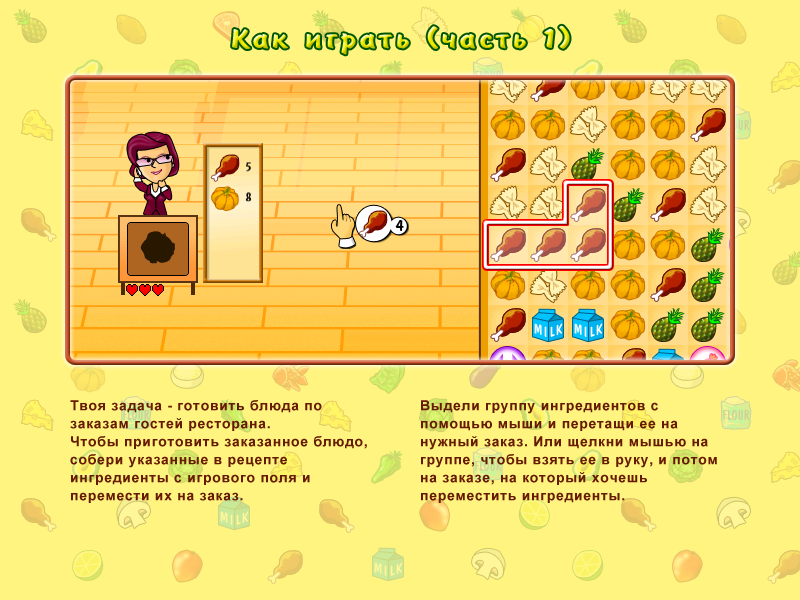 Как играть (часть 1)
5
8
4
MILK MILK
Твоя задача - готовить блюда по
заказам гостей ресторана.
Чтобы приготовить заказанное блюдо,
собери указанные в рецепте
ингредиенты с игрового поля и
перемести их на заказ.
Выдели группу ингредиентов с
помощью мыши и перетащи ее на
нужный заказ. Или щелкни мышью на
группе, чтобы взять ее в руку, и потом
на заказе, на который хочешь
переместить ингредиенты.
FLOUR
FLOUR
MILK
MILK